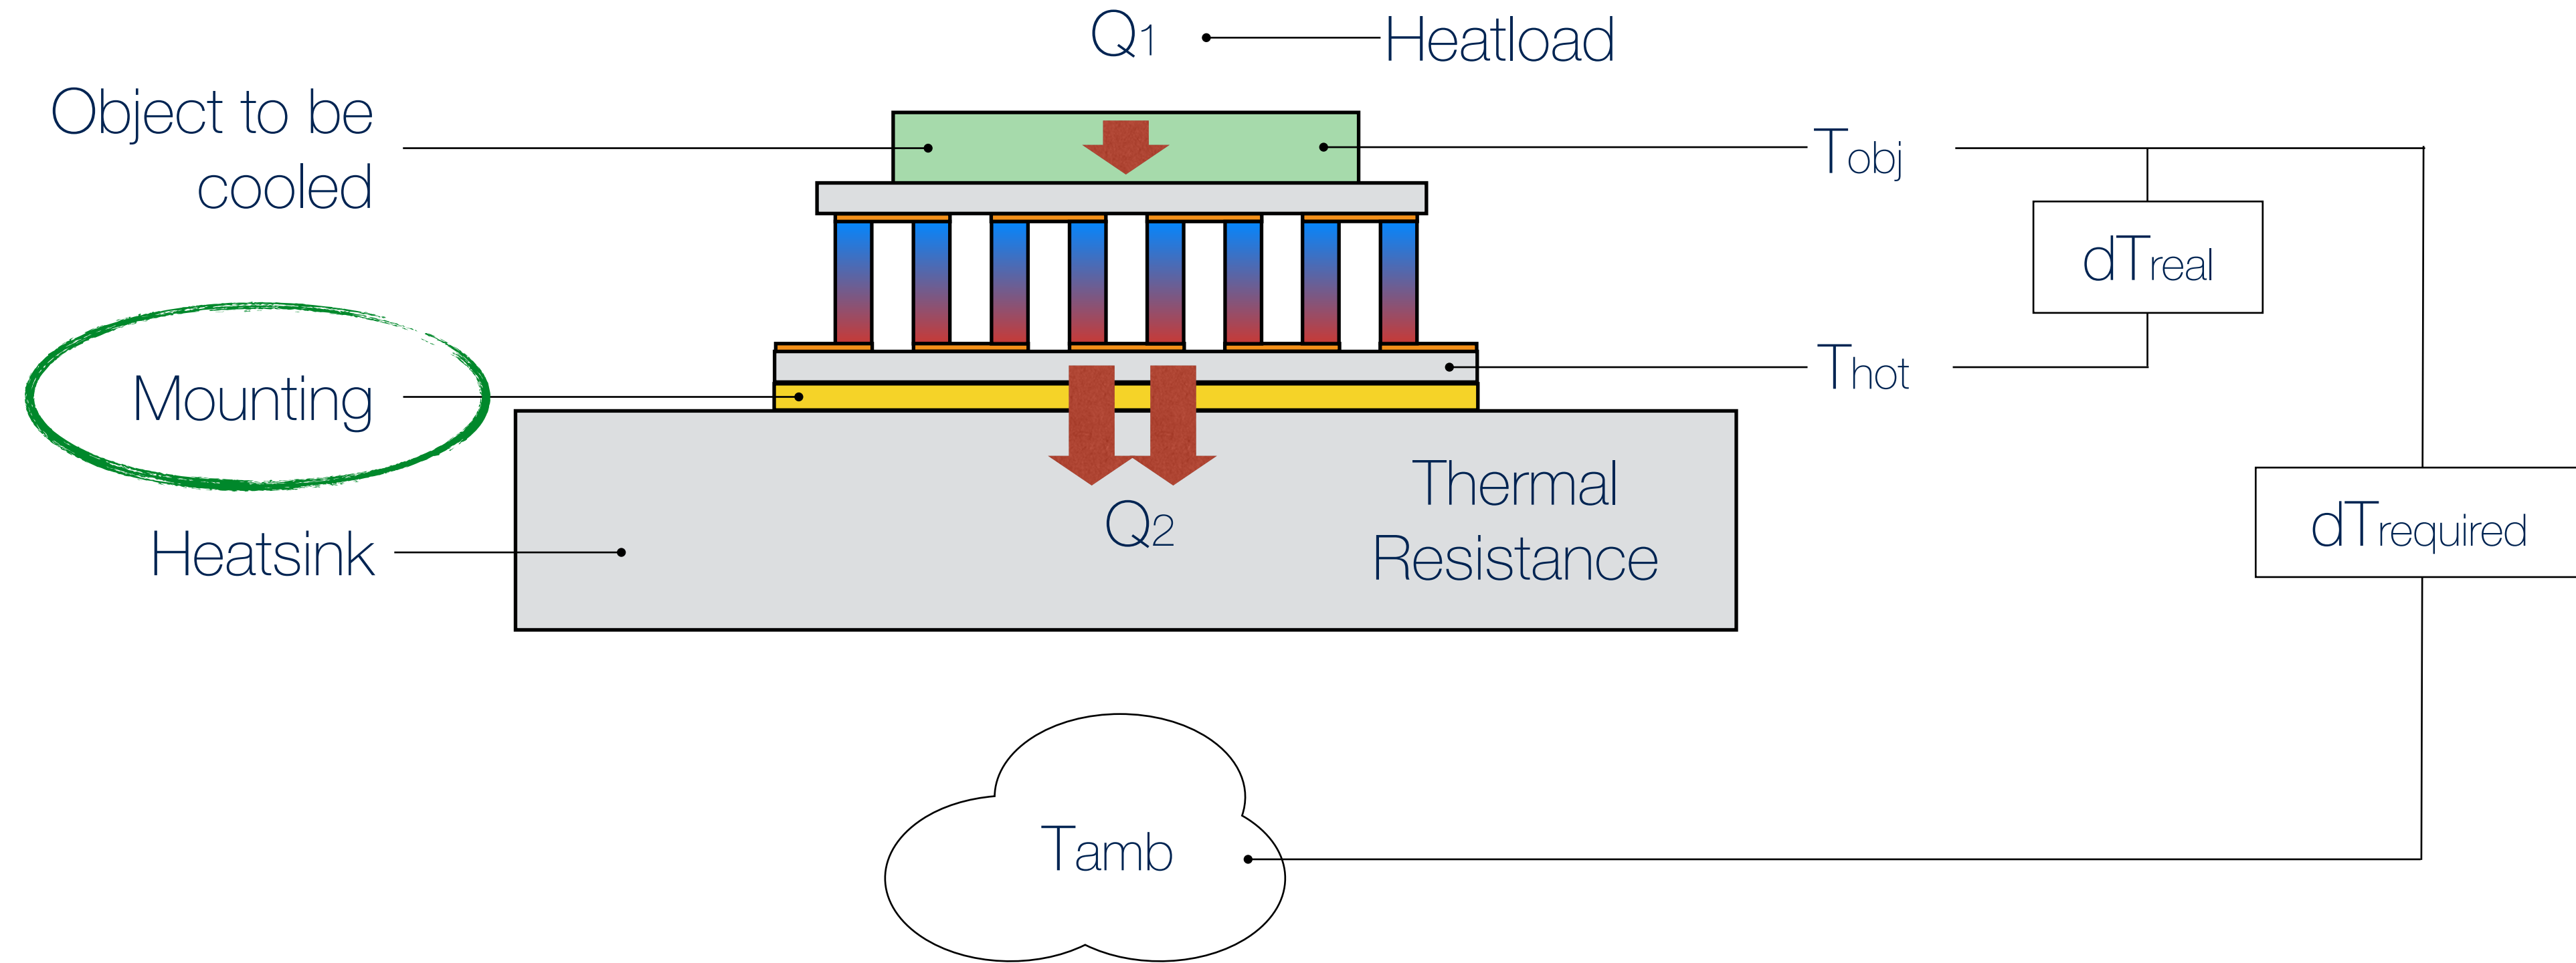 Q1
Heatload
Object to be
cooled
Tobj
dTreal
Mounting
Thot
Heatsink
Q2
Thermal
Resistance
dTrequired
Tamb